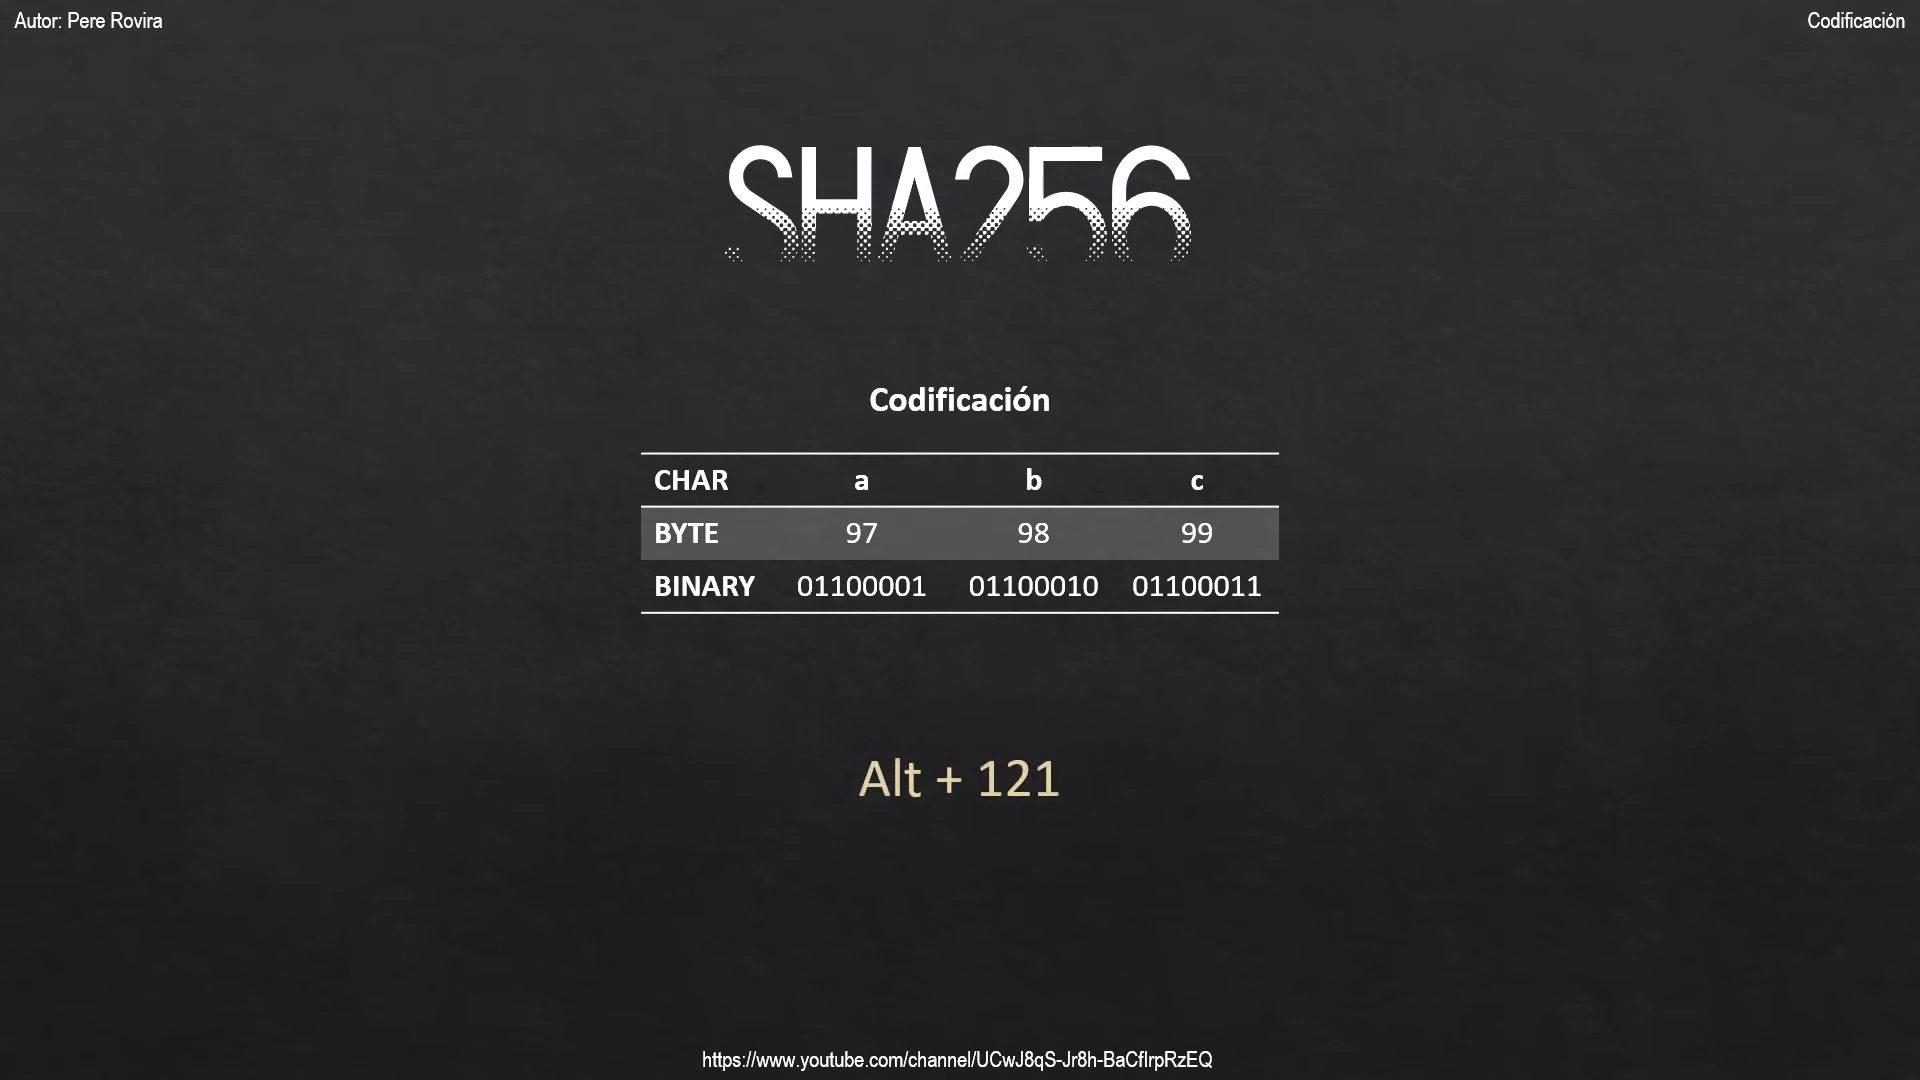 Autor: Pere Rovira
Codificación
SHA256
Codificación
CHAR a b c
BYTE 97 98 99
BINARY 01100001 01100010 01100011
Alt + 121
https://www.youtube.com/channel/UCwJ8qS-Jr8h-BaCfIrpRzEQ